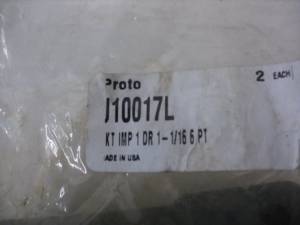 Proto
2 EACH
J10017L
KT IMP 1 DR 1-1/16 6 PT
ADE IN USA